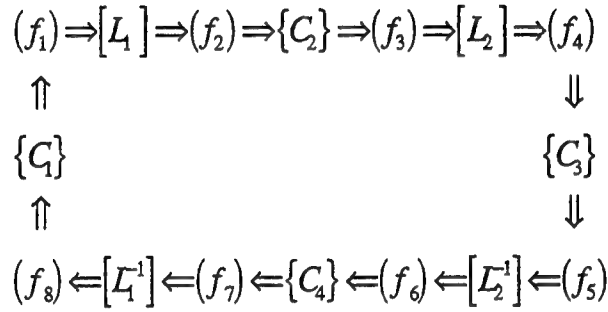 (f₁)⇒[L₁]⇒(f₂)⇒{C₂}⇒(f₃)⇒[L₂]⇒(f₄)
⇑ ⇓
{C₁} {C₃}
⇑ ⇓
(f₈)⇐[L₁⁻¹]⇐(f₇)⇐{C₄}⇐(f₆)⇐[L₂⁻¹]⇐(f₅)